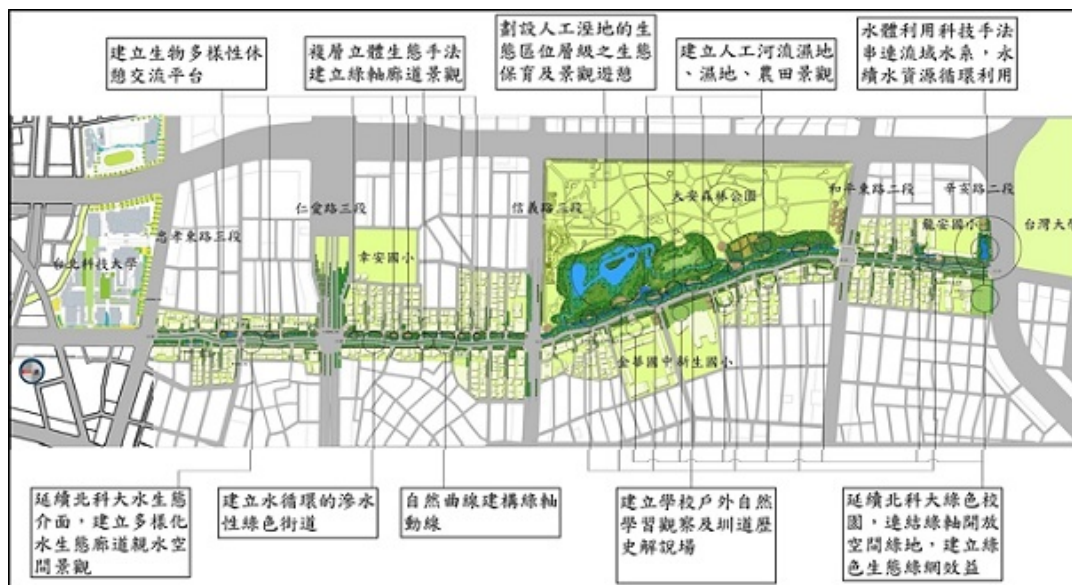 建立生物多樣性休
憩交流平台
複層立體生態手法
建立綠軸廊道景觀
劃設人工溼地的生
態區位層級之生態
保育及景觀遊憩
建立人工河流濕地
、濕地、農田景觀
水體利用科技手法
串連流域水系，永
續水資源循環利用
忠孝東路三段
台北科技大學
仁愛路三段
幸安國小
信義路三段
大安森林公園
和平東路二段
辛亥路二段
龍安國小
台灣大學
金華國中
新生國小
延續北科大水生態
介面，建立多樣化
水生態廊道親水空
間景觀
建立水循環的滲水
性綠色街道
自然曲線建構綠軸
動線
建立學校戶外自然
學習觀察及圳道歷
史解說場
延續北科大綠色校
園，連結綠軸開放
空間綠地，建立綠
色生態綠網效益